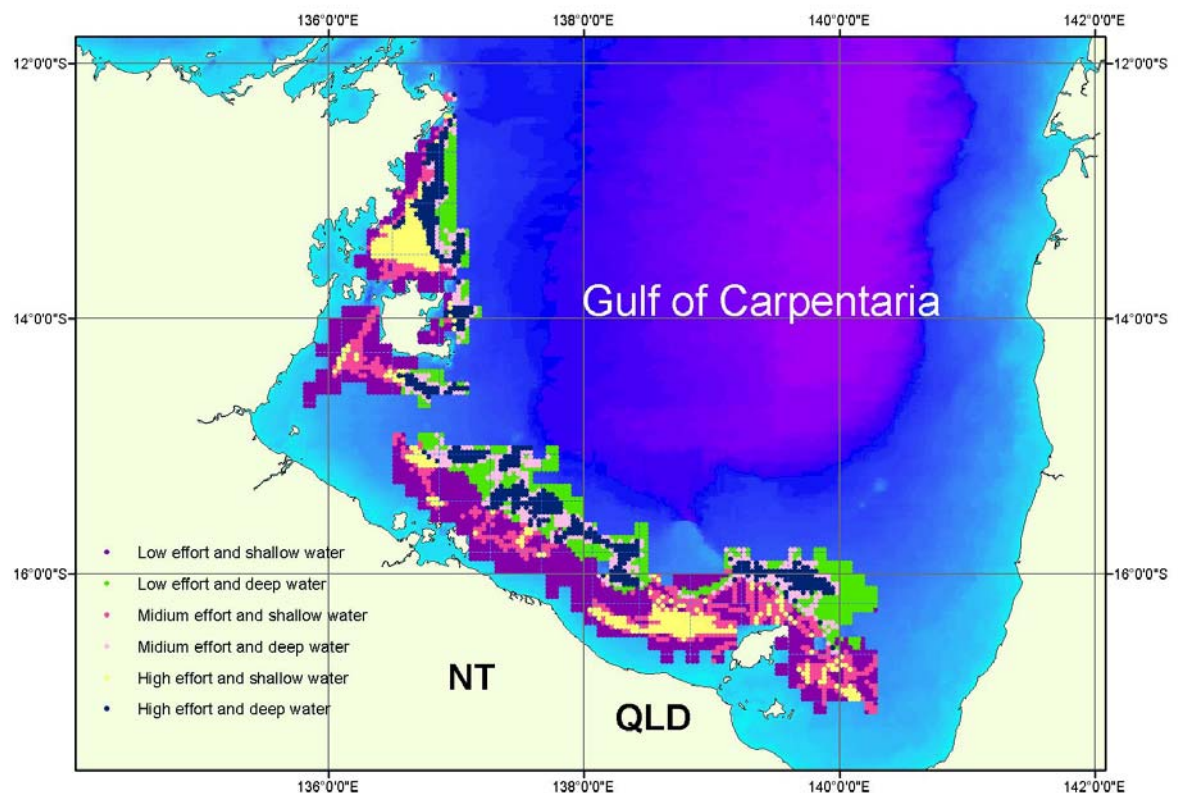 136°0'0"E 138°0'0"E 140°0'0"E 142°0'0"E
12°0'0"S 12°0'0"S
Gulf of Carpentaria
14°0'0"S 14°0'0"S
Low effort and shallow water
16°0'0"S 16°0'0"S
Low effort and deep water
Midium effort and shallow water
Midium effort and deep water
High effort and shallow water
High effort and deep water
NT
QLD
136°0'0"E 138°0'0"E 140°0'0"E 142°0'0"E